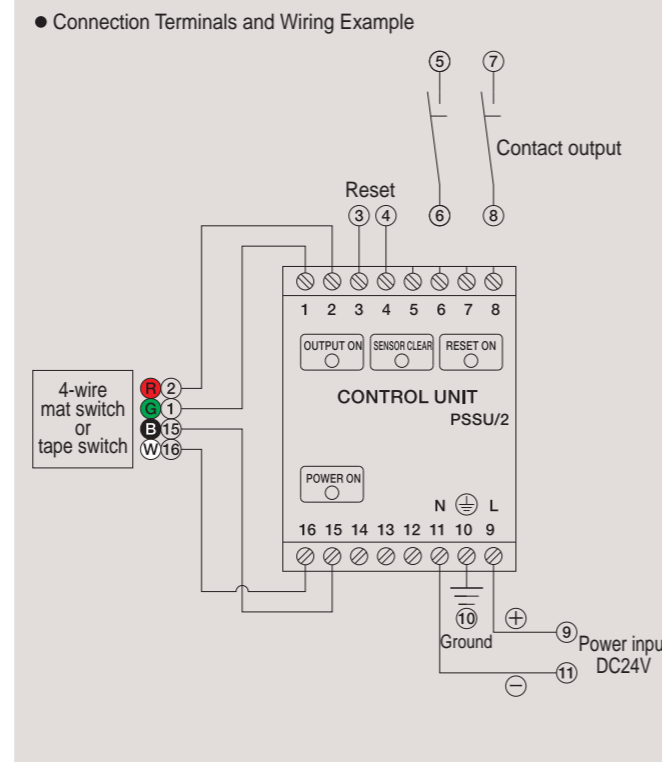 ● Connection Terminals and Wiring Example
5 7
Contact output
Reset
3 4 6 8
1 2 3 4 5 6 7 8
OUTPUT ON SENSOR CLEAR RESET ON
CONTROL UNIT
PSSU/2
4-wire
mat switch
or
tape switch
R 2
G 1
B 15
W 16
POWER ON
N L
16 15 14 13 12 11 10 9
10
Ground
+ 9
Power inpu
DC24V
− 11